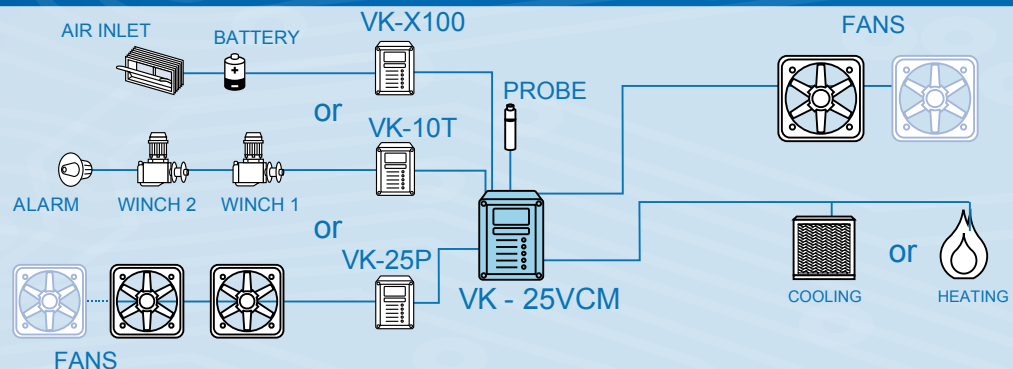 AIR INLET
BATTERY
VK-X100
FANS
or
PROBE
VK-10T
ALARM
WINCH 2
WINCH 1
or
VK-25P
VK - 25VCM
or
COOLING
HEATING
FANS